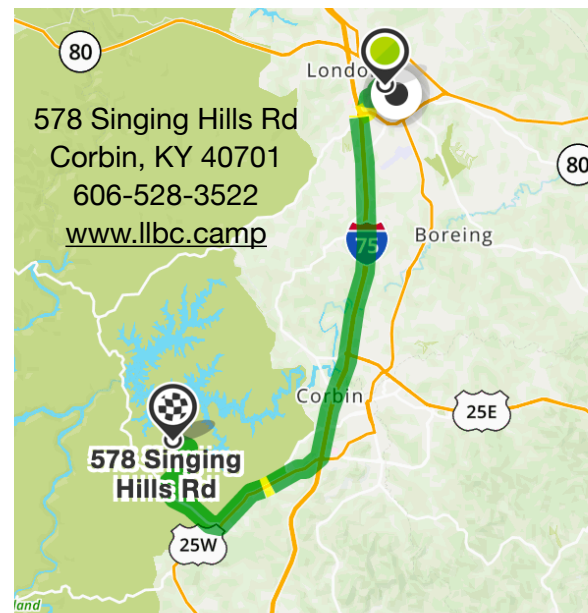 80
London
578 Singing Hills Rd
Corbin, KY 40701
606-528-3522
www.llbc.camp
80
75
Boreing
Corbin
25E
578 Singing
Hills Rd
25W